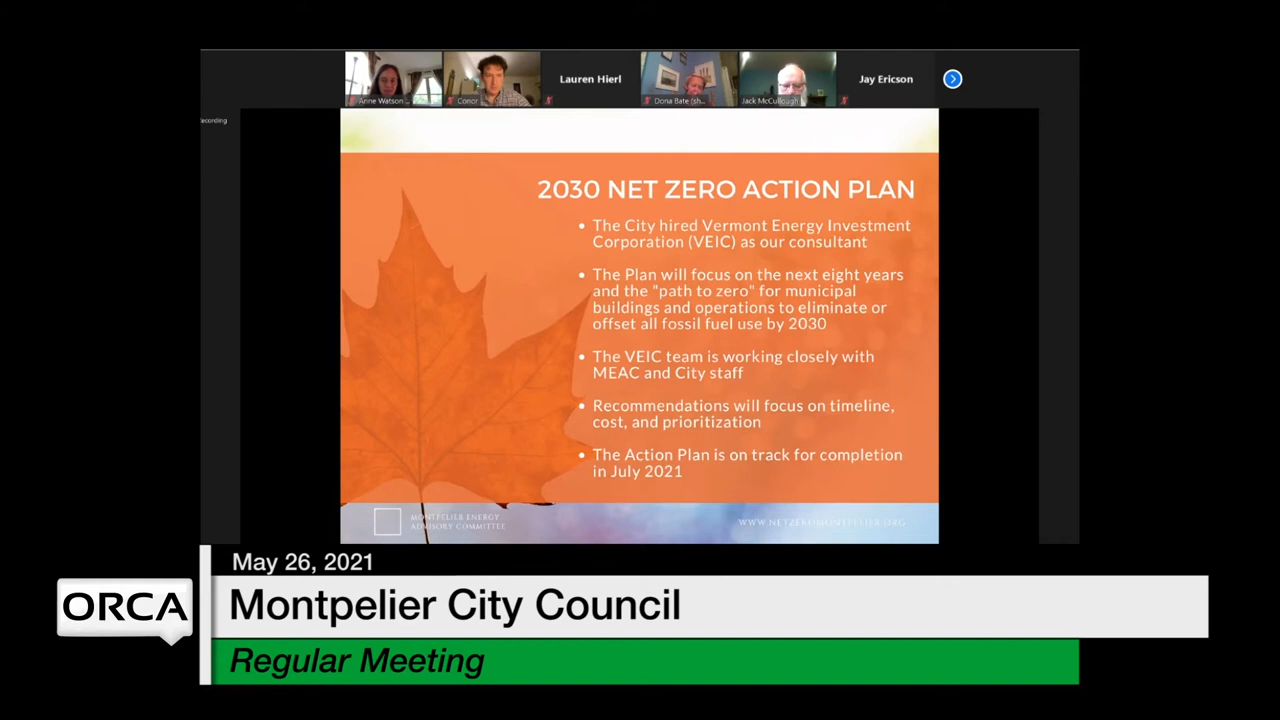 Lauren Hierl
Jay Ericson
Anne Watson
Conor
Dona Bate (sh...
Jack McCullough
ecording
2030 NET ZERO ACTION PLAN
• The City hired Vermont Energy Investment
Corporation (VEIC) as our consultant
• The Plan will focus on the next eight years
and the "path to zero" for municipal
buildings and operations to eliminate or
offset all fossil fuel use by 2030
• The VEIC team is working closely with
MEAC and City staff
• Recommendations will focus on timeline,
cost, and prioritization
• The Action Plan is on track for completion
in July 2021
MONTPELIER ENERGY
ADVISORY COMMITTEE
WWW.NETZEROMONTPELIER.ORG
May 26, 2021
ORCA
Montpelier City Council
Regular Meeting